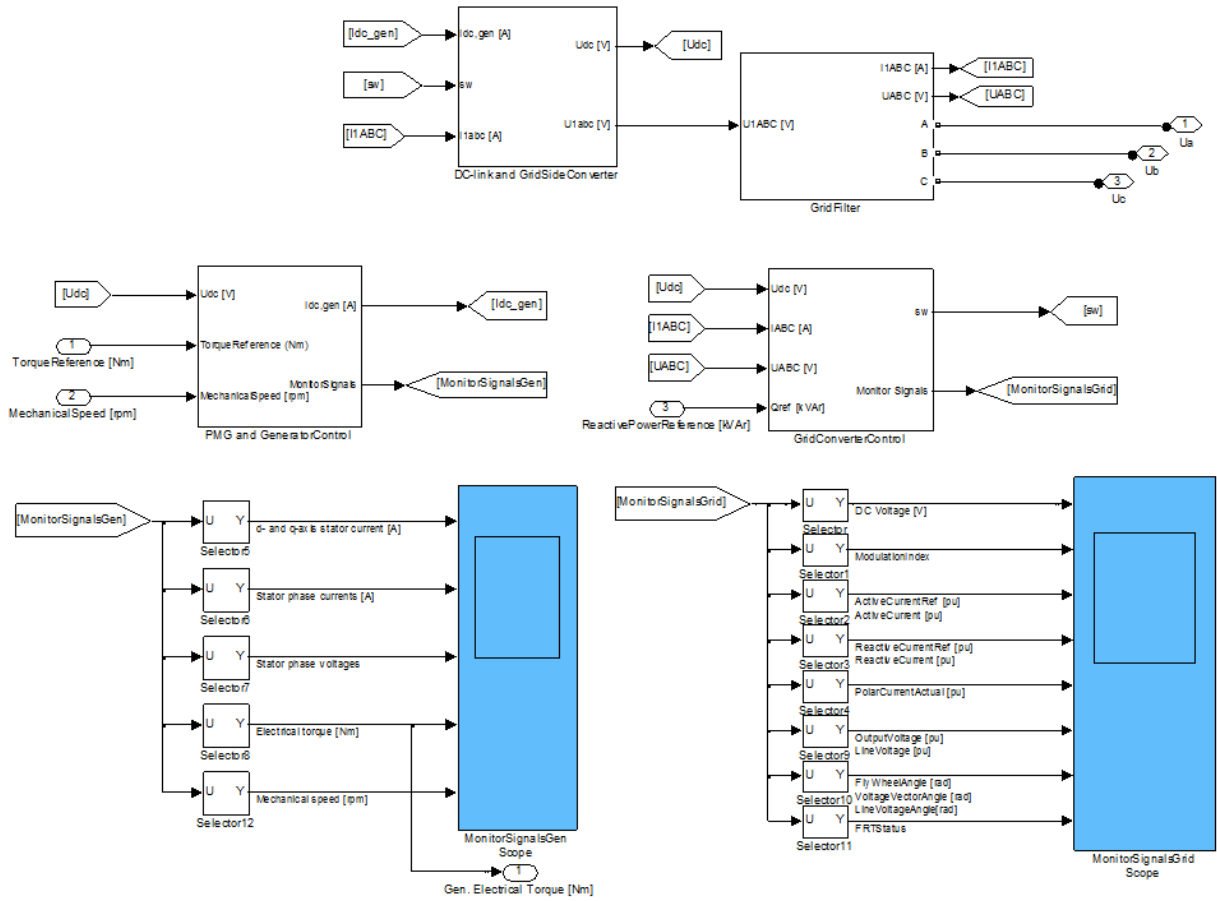 [Idc_gen]
Idc,gen [A]
Udc [V]
[Udc]
[sw]
sw
[I1ABC]
I1abc [A]
U1abc [V]
DC-link and GridSideConverter
U1ABC [V]
I1ABC [A]
[I1ABC]
UABC [V]
[UABC]
A
1
Ua
B
2
Ub
C
3
Uc
GridFilter
[Udc]
Udc [V]
Idc,gen [A]
[Idc_gen]
1
TorqueReference (Nm)
TorqueReference [Nm]
MonitorSignals
[MonitorSignalsGen]
2
MechanicalSpeed [rpm]
MechanicalSpeed [rpm]
PMG and GeneratorControl
[Udc]
Udc [V]
sw
[sw]
[I1ABC]
IABC [A]
[UABC]
UABC [V]
Monitor Signals
[MonitorSignalsGrid]
3
Qref [kVAr]
ReactivePowerReference [kVAr]
GridConverterControl
[MonitorSignalsGen]
U Y
d- and q-axis stator current [A]
Selector5
U Y
Stator phase currents [A]
Selector6
U Y
Stator phase voltages
Selector7
U Y
Electrical torque [Nm]
Selector8
U Y
Mechanical speed [rpm]
Selector12
MonitorSignalsGen
Scope
1
Gen. Electrical Torque [Nm]
[MonitorSignalsGrid]
U Y
DC Voltage [V]
Selector
U Y
ModulationIndex
Selector1
U Y
ActiveCurrentRef [pu]
ActiveCurrent [pu]
Selector2
U Y
ReactiveCurrentRef [pu]
ReactiveCurrent [pu]
Selector3
U Y
PolarCurrentActual [pu]
Selector4
U Y
OutputVoltage [pu]
LineVoltage [pu]
Selector9
U Y
FlyWheelAngle [rad]
VoltageVectorAngle [rad]
LineVoltageAngle[rad]
Selector10
U Y
FRTStatus
Selector11
MonitorSignalsGrid
Scope